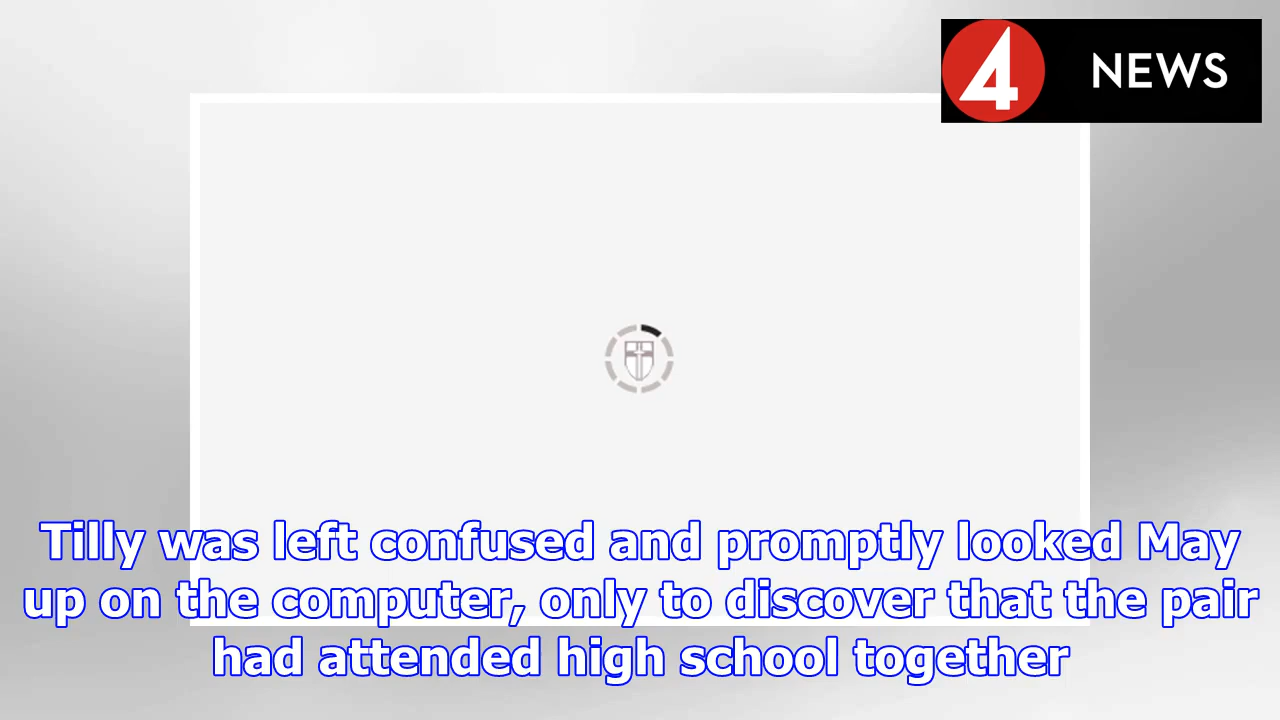 4 NEWS
Tilly was left confused and promptly looked May
up on the computer, only to discover that the pair
had attended high school together